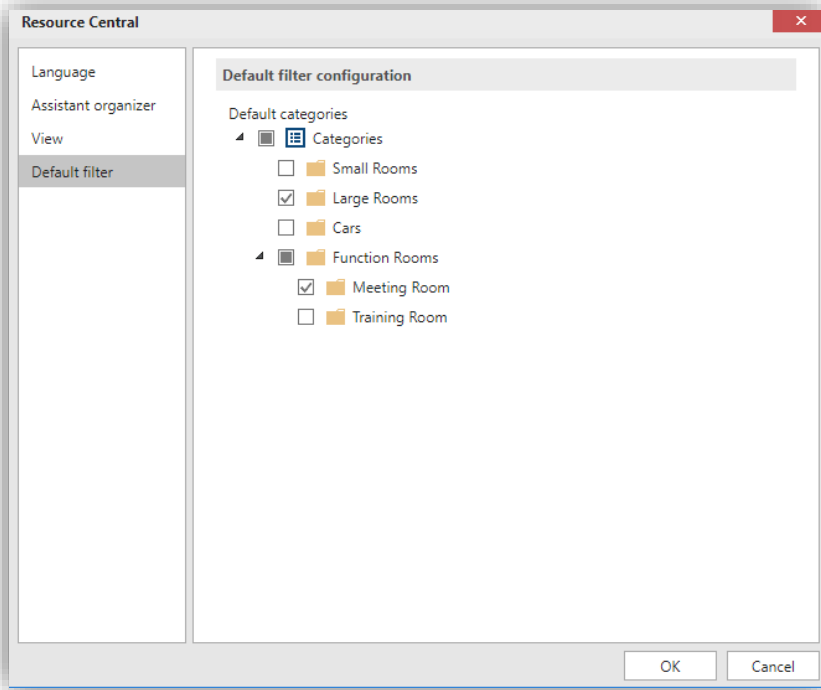 Resource Central
Language
Assistant organizer
View
Default filter
Default filter configuration
Default categories
Categories
Small Rooms
Large Rooms
Cars
Function Rooms
Meeting Room
Training Room
OK
Cancel